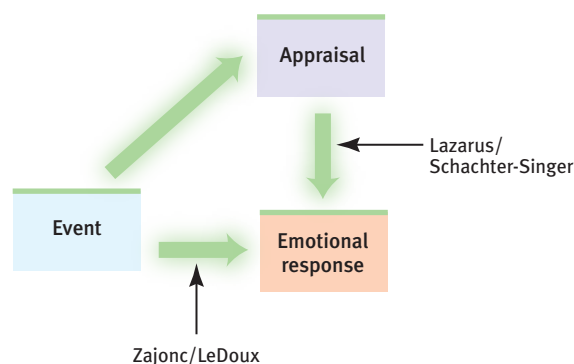 Appraisal
Lazarus/
Schachter-Singer
Event
Emotional
response
Zajonc/LeDoux